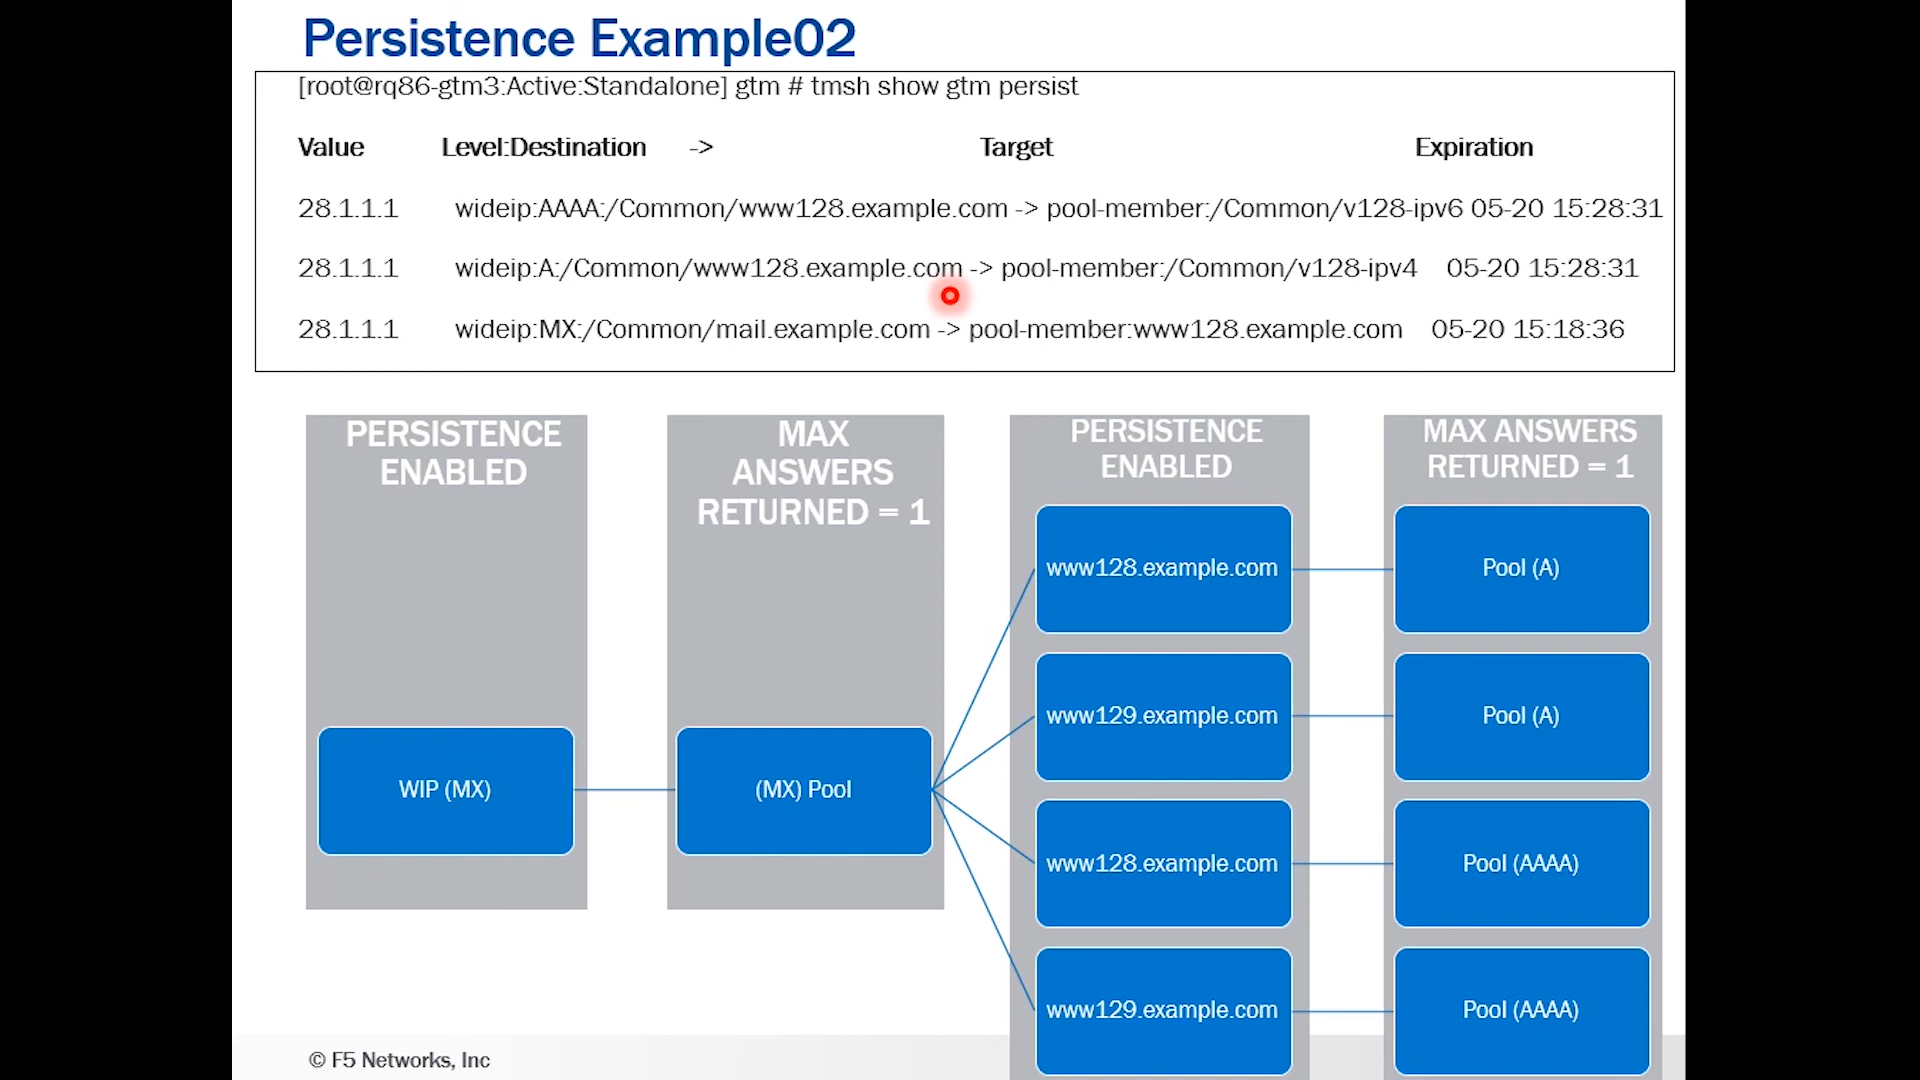 Persistence Example02
[root@rq86-gtm3:Active:Standalone] gtm # tmsh show gtm persist
Value Level:Destination -> Target Expiration
28.1.1.1 wideip:AAAA:/Common/www128.example.com -> pool-member:/Common/v128-ipv6 05-20 15:28:31
28.1.1.1 wideip:A:/Common/www128.example.com -> pool-member:/Common/v128-ipv4 05-20 15:28:31
28.1.1.1 wideip:MX:/Common/mail.example.com -> pool-member:www128.example.com 05-20 15:18:36
PERSISTENCE
ENABLED
WIP (MX)
MAX
ANSWERS
RETURNED = 1
(MX) Pool
PERSISTENCE
ENABLED
www128.example.com
www129.example.com
www128.example.com
www129.example.com
MAX ANSWERS
RETURNED = 1
Pool (A)
Pool (A)
Pool (AAAA)
Pool (AAAA)
© F5 Networks, Inc